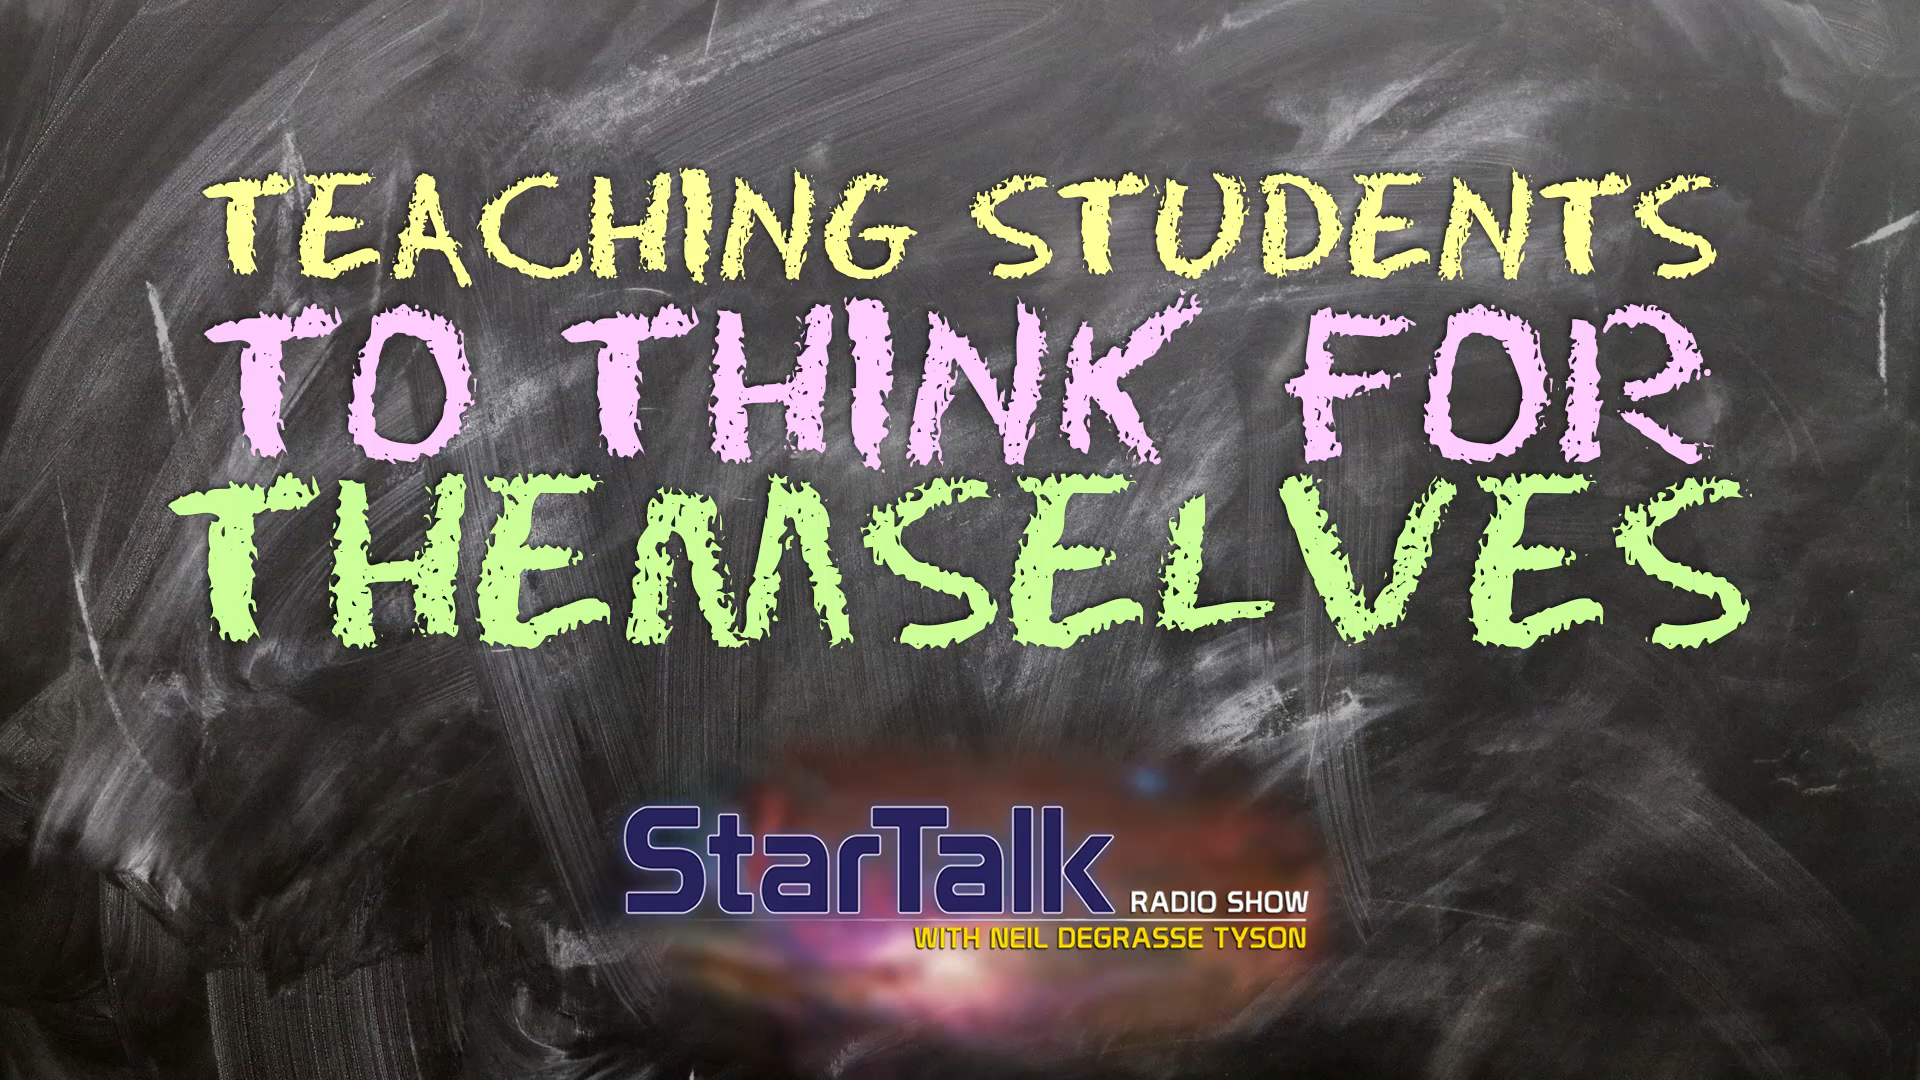 TEACHING STUDENTS
TO THINK FOR
THEMSELVES
StarTalk RADIO SHOW
WITH NEIL DEGRASSE TYSON